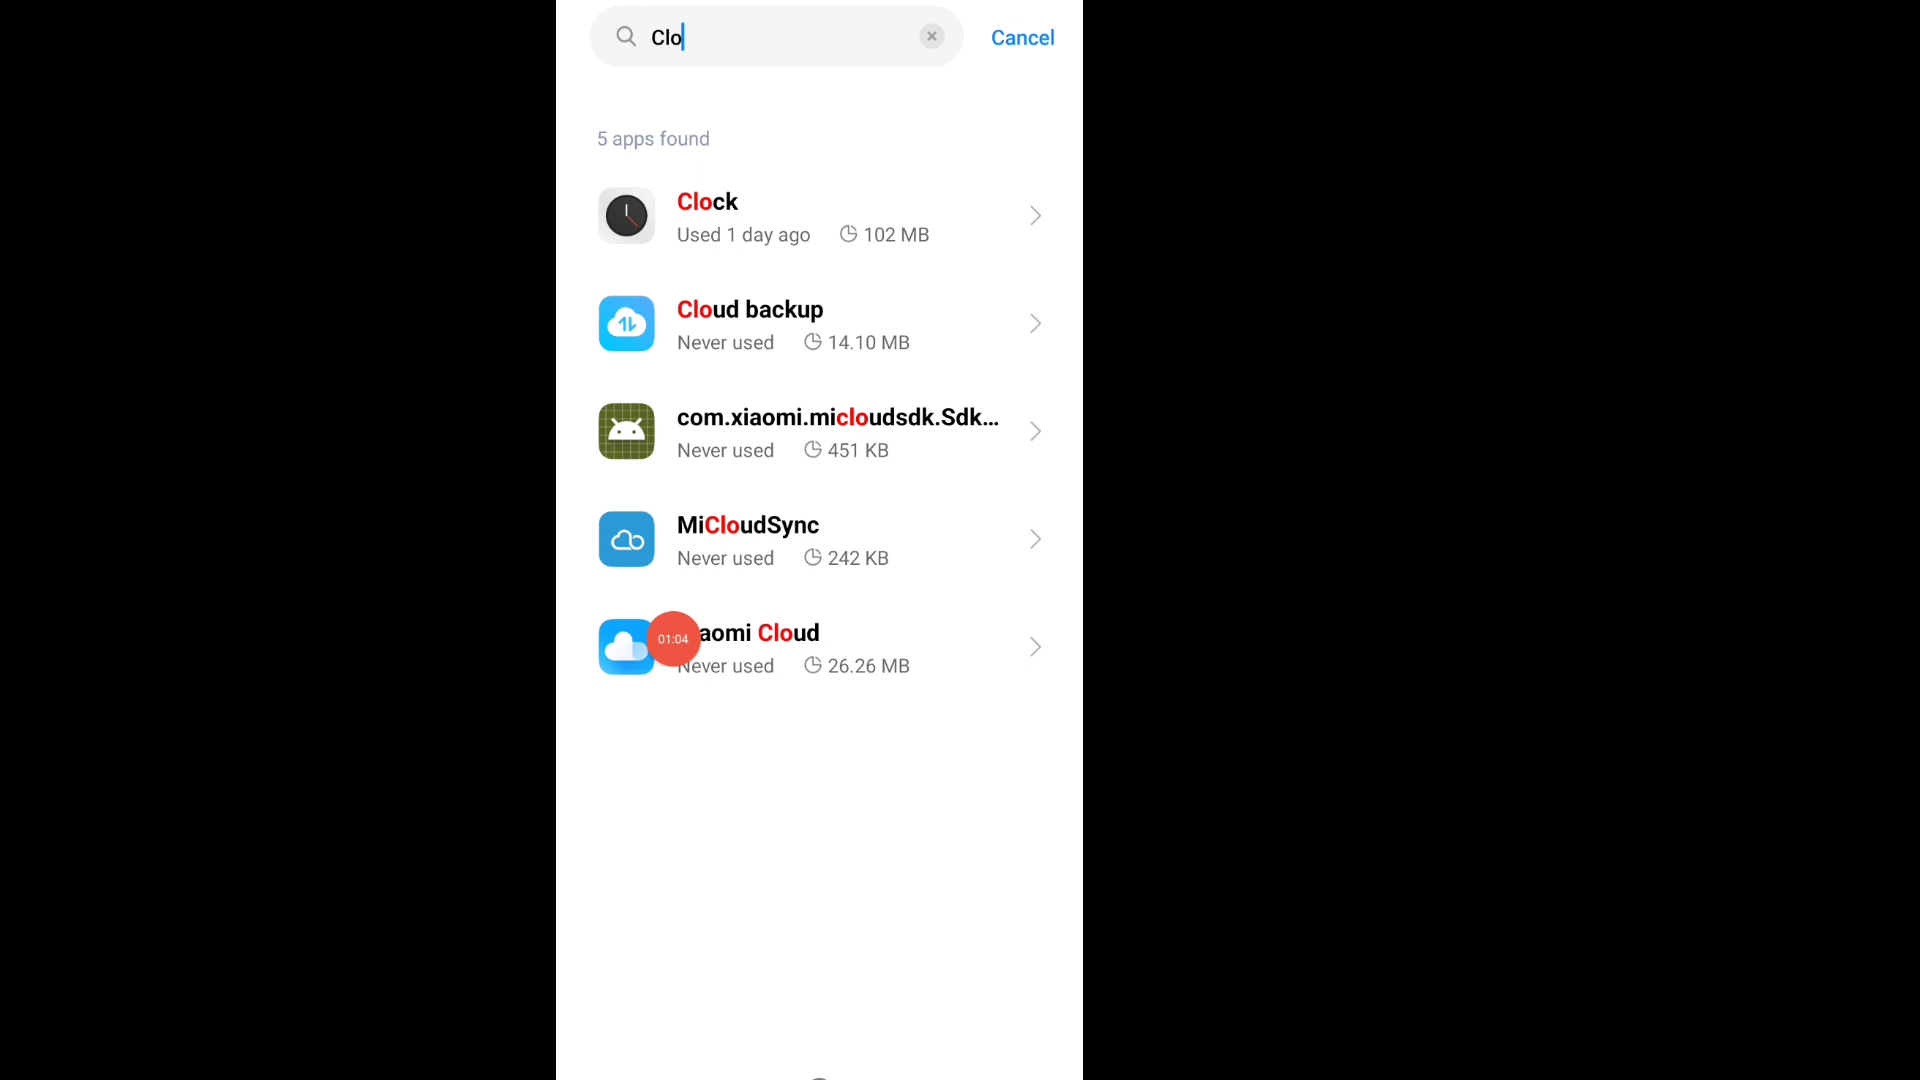 Clo
Cancel
5 apps found
Clock
Used 1 day ago 102 MB
Cloud backup
Never used 14.10 MB
com.xiaomi.micloudsdk.Sdk...
Never used 451 KB
MiCloudSync
Never used 242 KB
01:04
aomi Cloud
Never used 26.26 MB